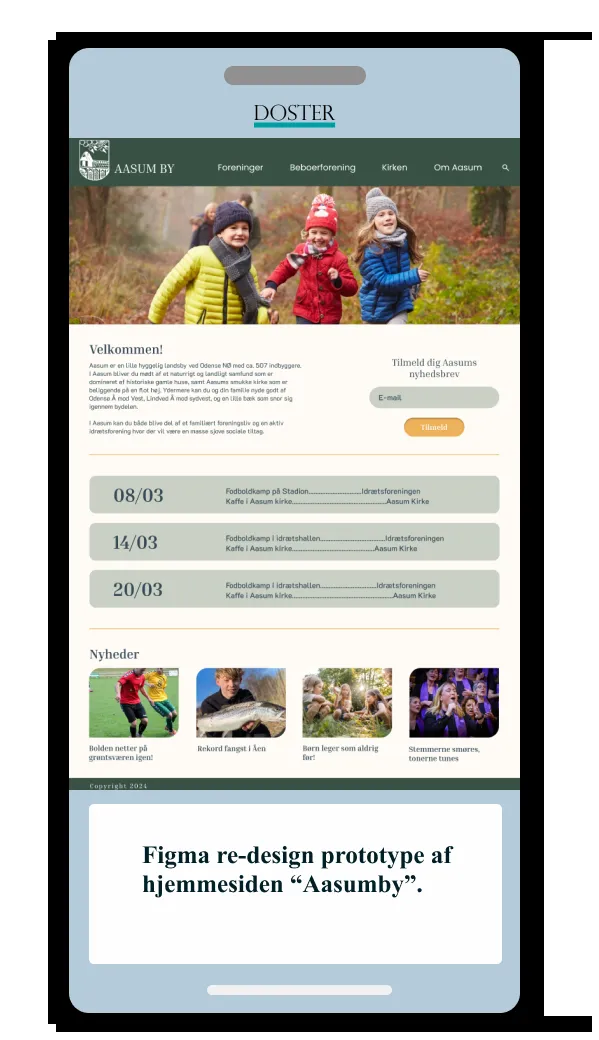 DOSTER
AASUM BY
Foreninger
Beboerforening
Kirken
Om Aasum
Velkommen!
Aasum er en lille hyggelig landsby ved Odense NØ med ca. 507 indbyggere.
I Aasum bliver du mødt af et naturrigt og landligt samfund som er
domineret af historiske gamle huse, samt Aasums smukke kirke som er
beliggende på en flot høj. Ydermere kan du og din familie nyde godt af
Odense Å mod Vest, Lindved Å mod sydvest, og en lille bæk som snor sig
igennem bydelen.
I Aasum kan du både blive del af et familiært foreningsliv og en aktiv
idrætsforening hvor der vil være en masse sjove sociale tiltag.
Tilmeld dig Aasums
nyhedsbrev
E-mail
Tilmeld
08/03
Fodboldkamp på Stadion..............................Idrætsforeningen
Kaffe i Aasum kirke.....................................................Aasum Kirke
14/03
Fodboldkamp i idrætshallen.....................................Idrætsforeningen
Kaffe i Aasum kirke..............................................Aasum Kirke
20/03
Fodboldkamp i idrætshallen................................Idrætsforeningen
Kaffe i Aasum kirke.........................................................Aasum Kirke
Nyheder
Bolden netter på
grøntsværen igen!
Rekord fangst i Åen
Børn leger som aldrig
før!
Stemmerne smøres,
tonerne tunes
Copyright 2024
Figma re-design prototype af
hjemmesiden “Aasumby”.